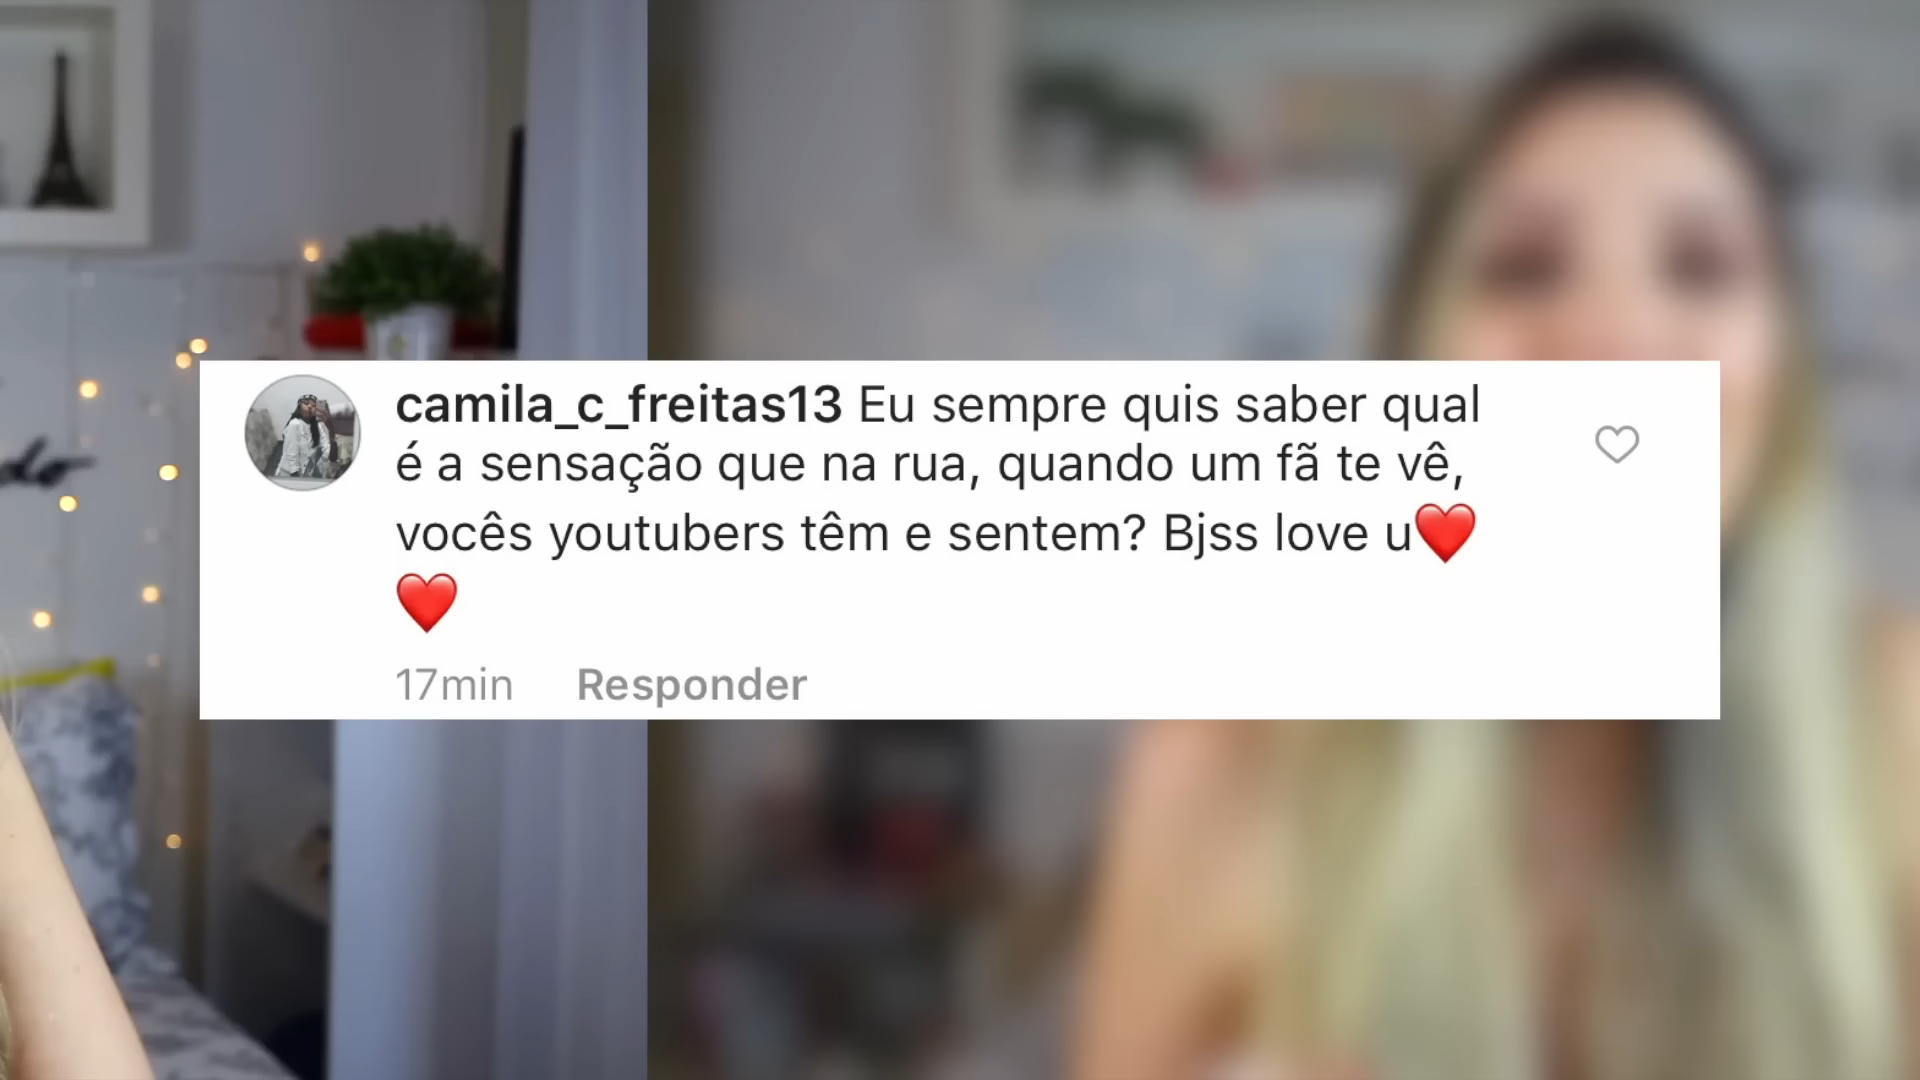 camila_c_freitas13 Eu sempre quis saber qual
é a sensação que na rua, quando um fã te vê,
vocês youtubers têm e sentem? Bjss love u❤️
❤️
17min Responder